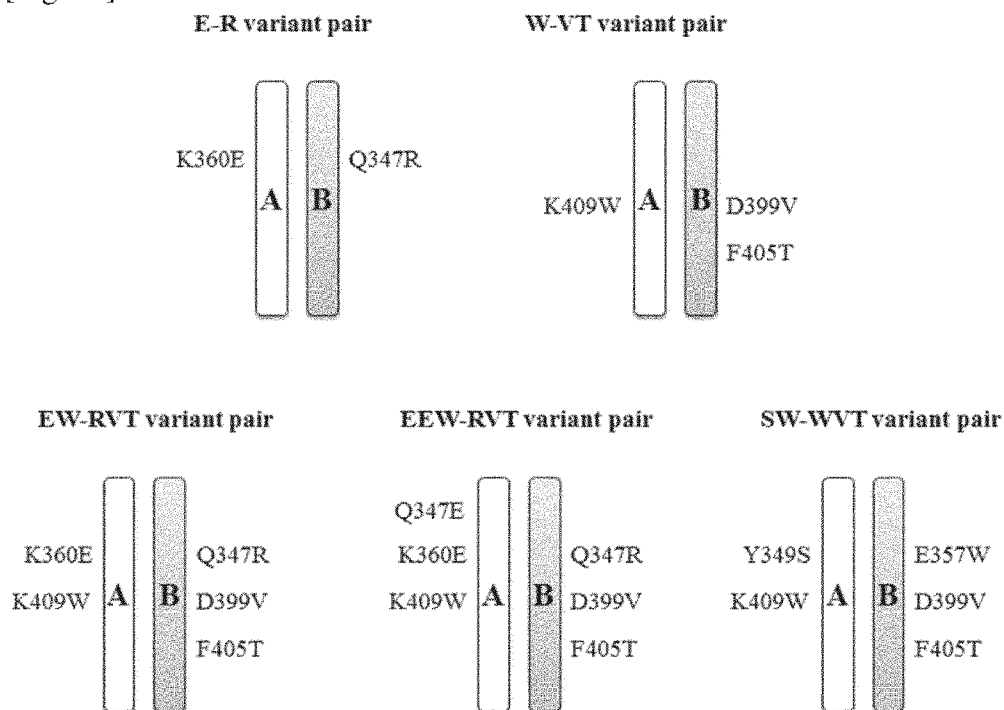 E-R variant pair W-VT variant pair
K360E A B Q347R
K409W A B D399V
F405T
EW-RVT variant pair EEW-RVT variant pair SW-WVT variant pair
Q347E
K360E Q347R K360E Q347R Y349S E357W
K409W A B D399V K409W A B D399V K409W A B D399V
F405T F405T F405T